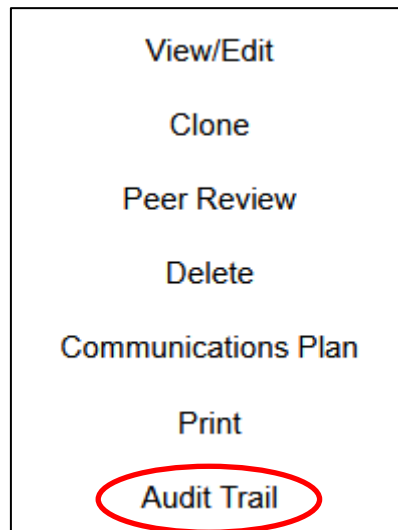 View/Edit
Clone
Peer Review
Delete
Communications Plan
Print
Audit Trail